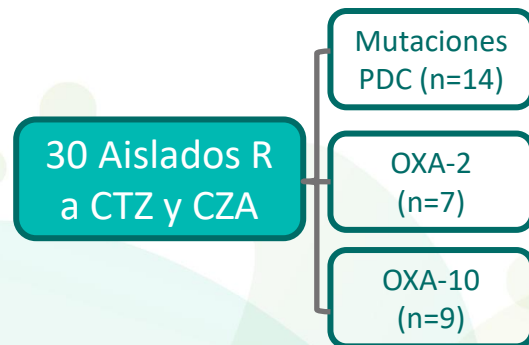 30 Aislados R
a CTZ y CZA
Mutaciones
PDC (n=14)
OXA-2
(n=7)
OXA-10
(n=9)